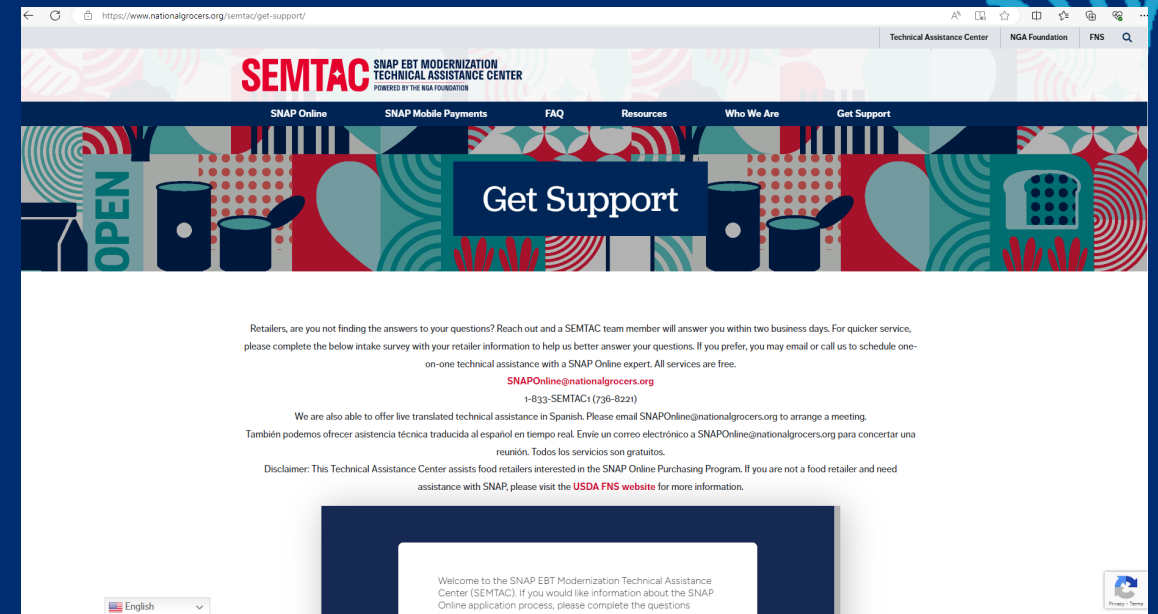 https://www.nationalgrocers.org/semtac/get-support/
Technical Assistance Center NGA Foundation FNS
SEMTAC SNAP EBT MODERNIZATION
TECHNICAL ASSISTANCE CENTER
POWERED BY THE NGA FOUNDATION
SNAP Online SNAP Mobile Payments FAQ Resources Who We Are Get Support
OPEN
Get Support
Retailers, are you not finding the answers to your questions? Reach out and a SEMTAC team member will answer you within two business days. For quicker service,
please complete the below intake survey with your retailer information to help us better answer your questions. If you prefer, you may email or call us to schedule one-
on-one technical assistance with a SNAP Online expert. All services are free.
SNAPOnline@nationalgrocers.org
1-833-SEMTAC1 (736-8221)
We are also able to offer live translated technical assistance in Spanish. Please email SNAPOnline@nationalgrocers.org to arrange a meeting.
También podemos ofrecer asistencia técnica traducida al español en tiempo real. Envíe un correo electrónico a SNAPOnline@nationalgrocers.org para concertar una
reunión. Todos los servicios son gratuitos.
Disclaimer: This Technical Assistance Center assists food retailers interested in the SNAP Online Purchasing Program. If you are not a food retailer and need
assistance with SNAP, please visit the USDA FNS website for more information.
Welcome to the SNAP EBT Modernization Technical Assistance
Center (SEMTAC). If you would like information about the SNAP
Online application process, please complete the questions
English
Privacy - Terms